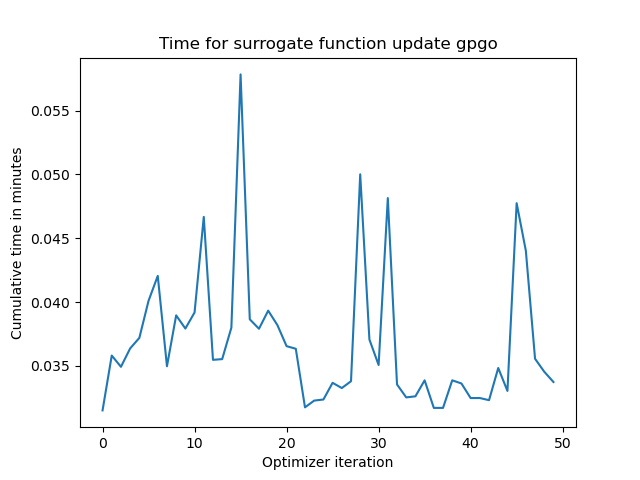 Time for surrogate function update gpgo
Cumulative time in minutes
0.055
0.050
0.045
0.040
0.035
0 10 20 30 40 50
Optimizer iteration